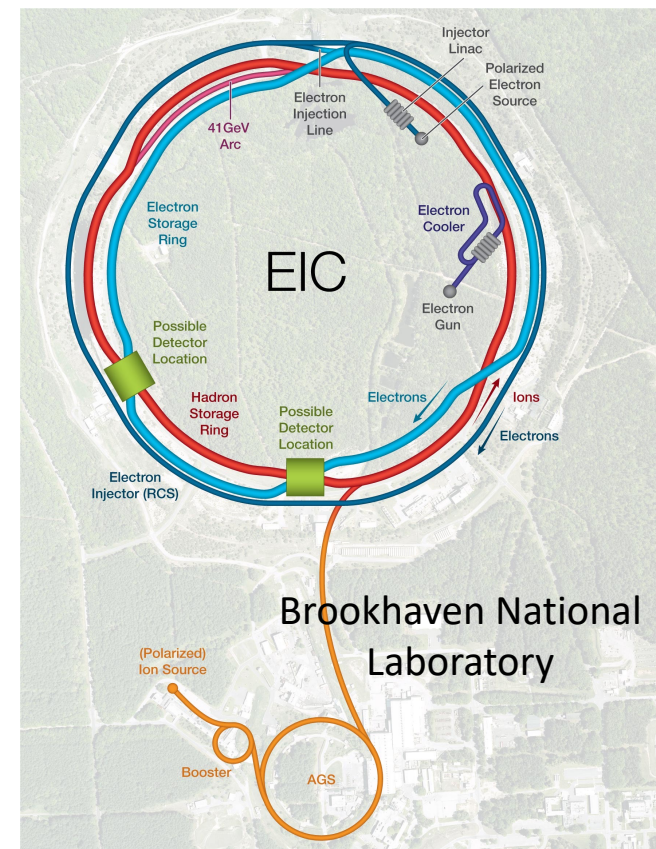 Injector
Linac
Polarized
Electron
Source
Electron
Injection
Line
41GeV
Arc
Electron
Storage
Ring
Electron
Cooler
EIC
Electron
Gun
Possible
Detector
Location
Hadron
Storage
Ring
Possible
Detector
Location
Electrons
Ions
Electrons
Electron
Injector (RCS)
Brookhaven National
Laboratory
(Polarized)
Ion Source
Booster
AGS